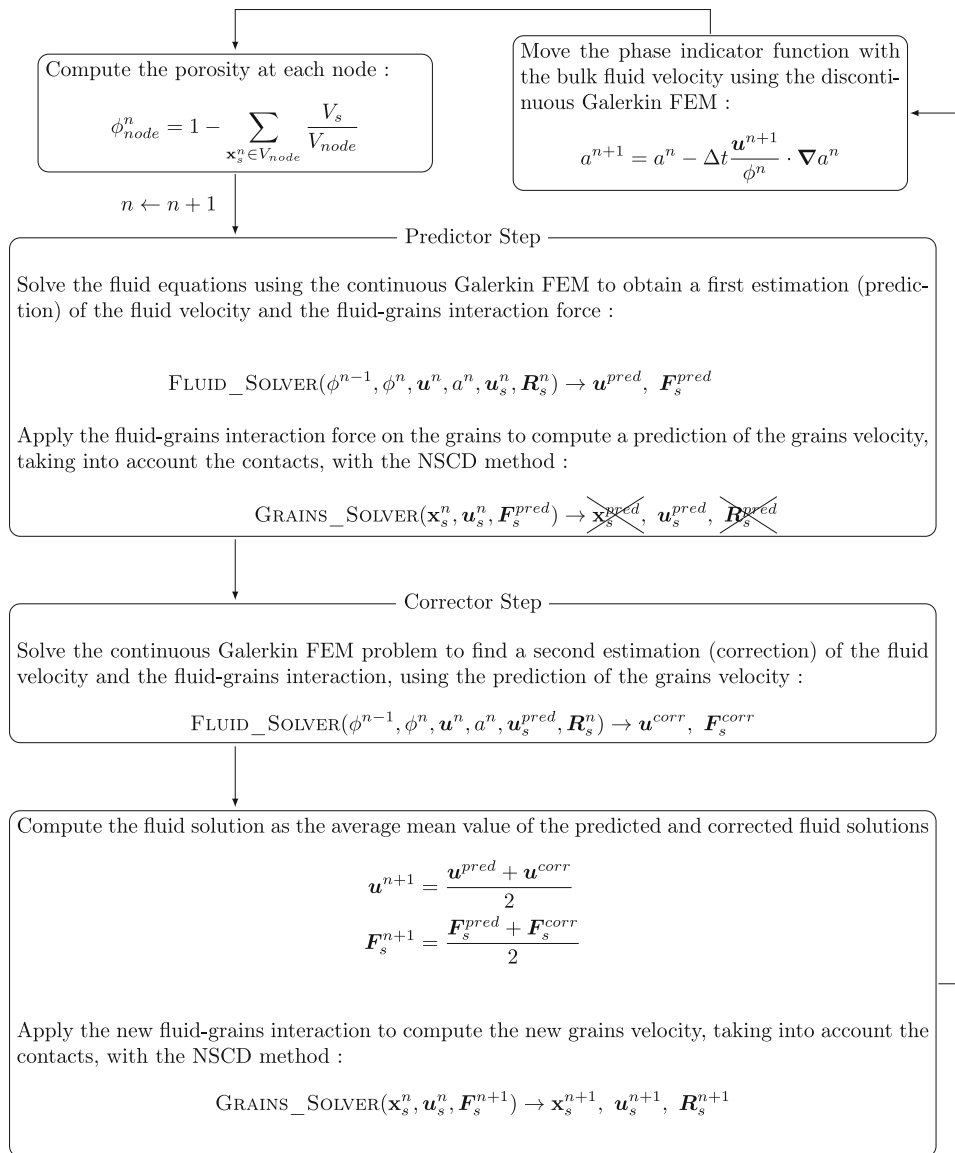 Compute the porosity at each node :
ϕ^n_{node} = 1 − ∑_{x^n_s ∈ V_{node}} V_s / V_{node}
Move the phase indicator function with
the bulk fluid velocity using the disconti-
nuous Galerkin FEM :
a^{n+1} = a^n − Δt u^{n+1} / ϕ^n · ∇a^n
n ← n + 1
Predictor Step
Solve the fluid equations using the continuous Galerkin FEM to obtain a first estimation (predic-
tion) of the fluid velocity and the fluid-grains interaction force :
FLUID_SOLVER(ϕ^{n−1}, ϕ^n, u^n, a^n, u^n_s, R^n_s) → u^{pred}, F^{pred}_s
Apply the fluid-grains interaction force on the grains to compute a prediction of the grains velocity,
taking into account the contacts, with the NSCD method :
GRAINS_SOLVER(x^n_s, u^n_s, F^{pred}_s) → x^{pred}_s, u^{pred}_s, R^{pred}_s
Corrector Step
Solve the continuous Galerkin FEM problem to find a second estimation (correction) of the fluid
velocity and the fluid-grains interaction, using the prediction of the grains velocity :
FLUID_SOLVER(ϕ^{n−1}, ϕ^n, u^n, a^n, u^{pred}_s, R^n_s) → u^{corr}, F^{corr}_s
Compute the fluid solution as the average mean value of the predicted and corrected fluid solutions
u^{n+1} = (u^{pred} + u^{corr}) / 2
F^{n+1}_s = (F^{pred}_s + F^{corr}_s) / 2
Apply the new fluid-grains interaction to compute the new grains velocity, taking into account the
contacts, with the NSCD method :
GRAINS_SOLVER(x^n_s, u^n_s, F^{n+1}_s) → x^{n+1}_s, u^{n+1}_s, R^{n+1}_s